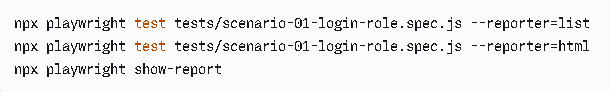 npx playwright test tests/scenario-01-login-role.spec.js --reporter=list
npx playwright test tests/scenario-01-login-role.spec.js --reporter=html
npx playwright show-report